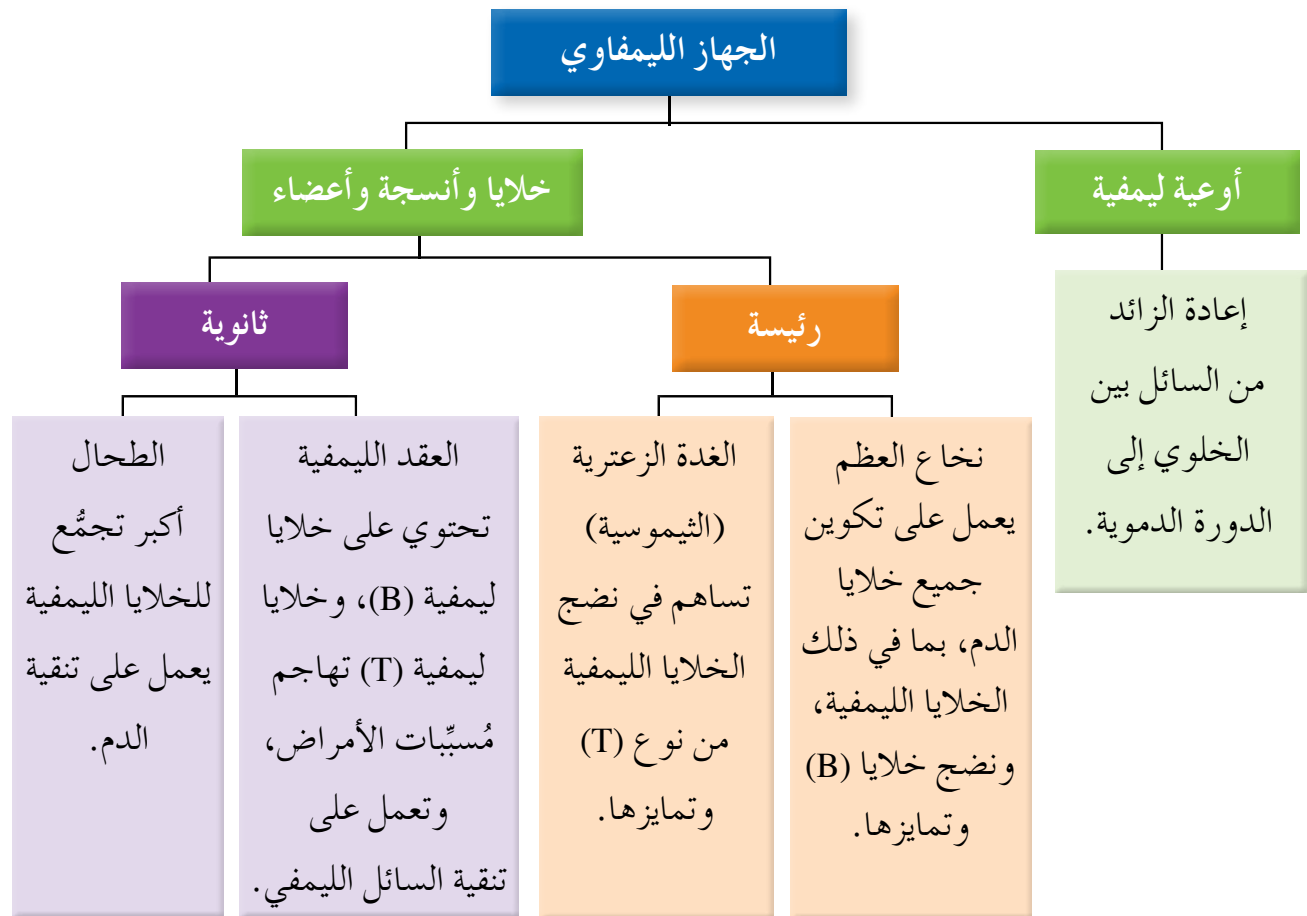 الجهاز الليمفاوي
أوعية ليمفية
إعادة الزائد
من السائل بين
الخلوي إلى
الدورة الدموية.
خلايا وأنسجة وأعضاء
رئيسة
نخاع العظم
يعمل على تكوين
جميع خلايا
الدم، بما في ذلك
الخلايا الليمفية،
ونضج خلايا (B)
وتمايزها.
الغدة الزعترية
(الثيموسية)
تساهم في نضج
الخلايا الليمفية
من نوع (T)
وتمايزها.
ثانوية
العقد الليمفية
تحتوي على خلايا
ليمفية (B)، وخلايا
ليمفية (T) تهاجم
مُسبِّبات الأمراض،
وتعمل على
تنقية السائل الليمفي.
الطحال
أكبر تجمُّع
للخلايا الليمفية
يعمل على تنقية
الدم.